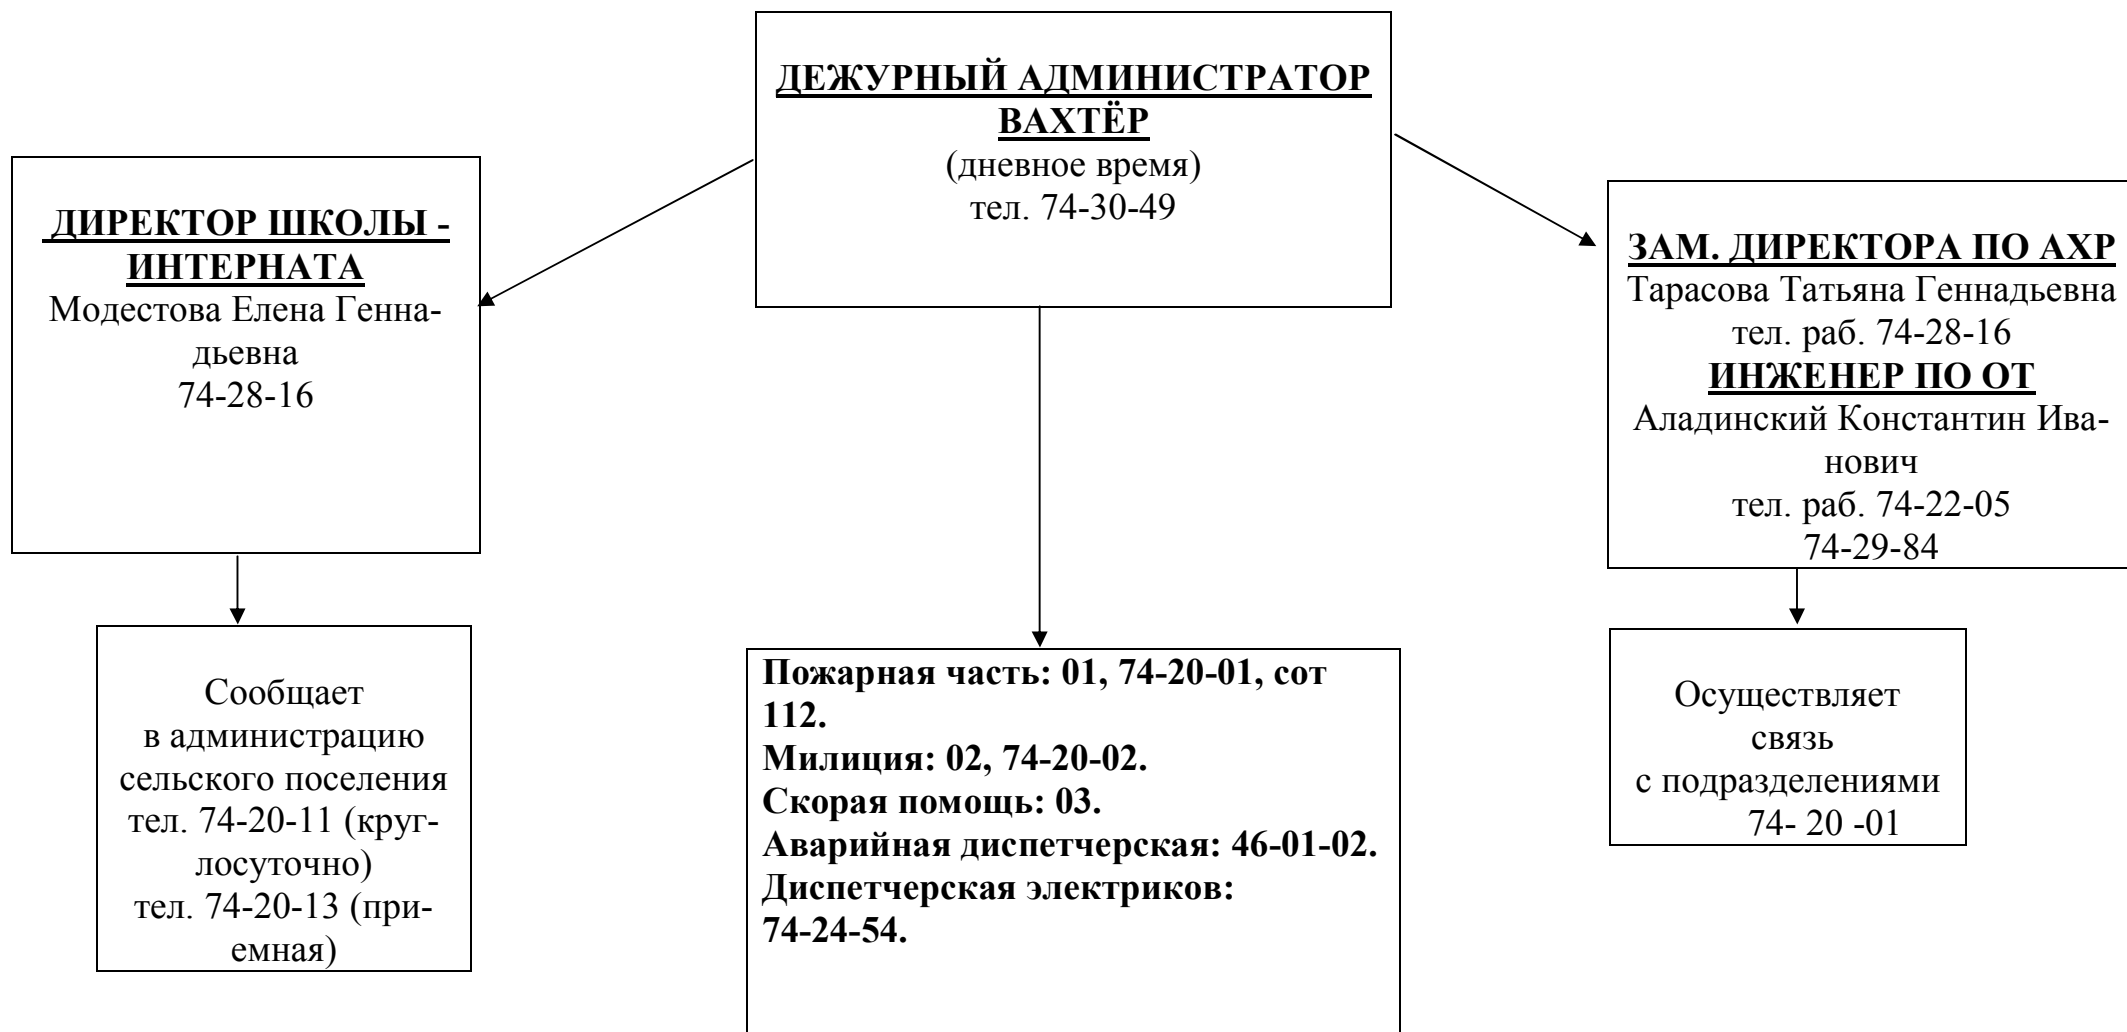 ДЕЖУРНЫЙ АДМИНИСТРАТОР
ВАХТЁР
(дневное время)
тел. 74-30-49
ДИРЕКТОР ШКОЛЫ -
ИНТЕРНАТА
Модестова Елена Генна-
дьевна
74-28-16
ЗАМ. ДИРЕКТОРА ПО АХР
Тарасова Татьяна Геннадьевна
тел. раб. 74-28-16
ИНЖЕНЕР ПО ОТ
Аладинский Константин Ива-
нович
тел. раб. 74-22-05
74-29-84
Сообщает
в администрацию
сельского поселения
тел. 74-20-11 (круг-
лосуточно)
тел. 74-20-13 (при-
емная)
Пожарная часть: 01, 74-20-01, сот
112.
Милиция: 02, 74-20-02.
Скорая помощь: 03.
Аварийная диспетчерская: 46-01-02.
Диспетчерская электриков:
74-24-54.
Осуществляет
связь
с подразделениями
74- 20 -01